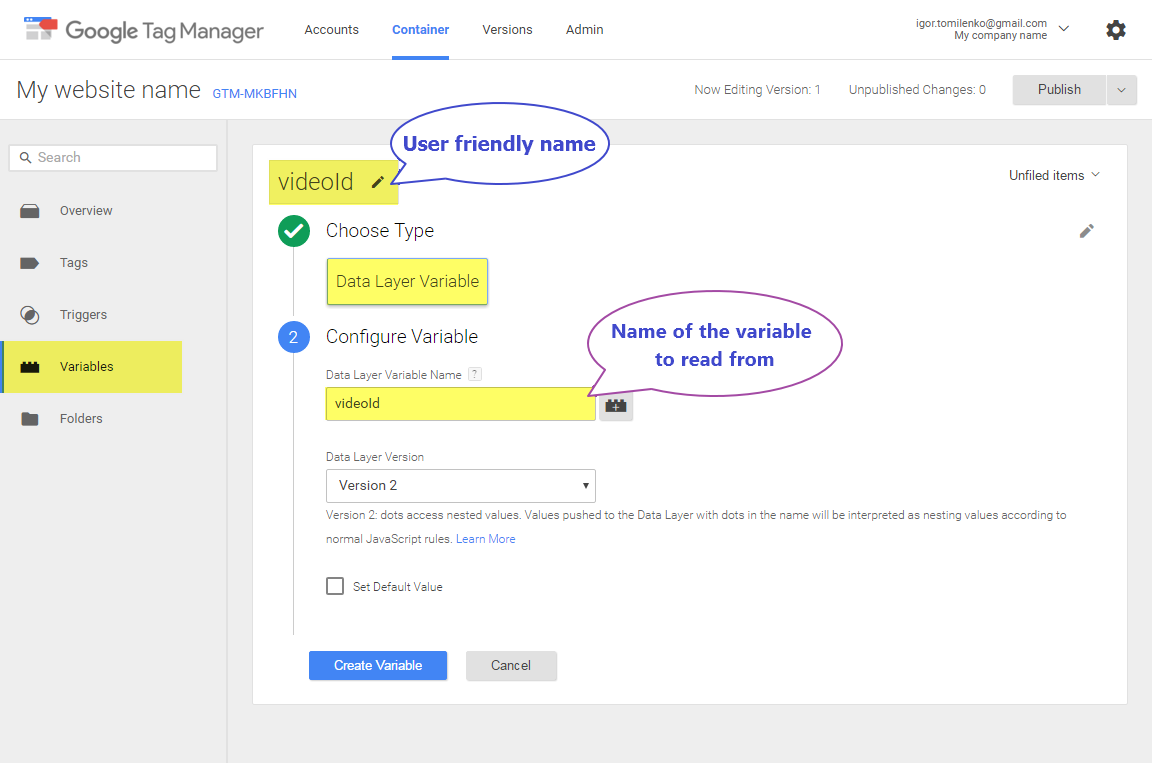 Google Tag Manager
Accounts
Container
Versions
Admin
igor.tomilenko@gmail.com
My company name
My website name GTM-MKBFHN
Now Editing Version: 1
Unpublished Changes: 0
Publish
Search
Overview
Tags
Triggers
Variables
Folders
User friendly name
videoId
Unfiled items
Choose Type
Data Layer Variable
2 Configure Variable
Name of the variable
to read from
Data Layer Variable Name ?
videoId
Data Layer Version
Version 2
Version 2: dots access nested values. Values pushed to the Data Layer with dots in the name will be interpreted as nesting values according to
normal JavaScript rules. Learn More
Set Default Value
Create Variable
Cancel